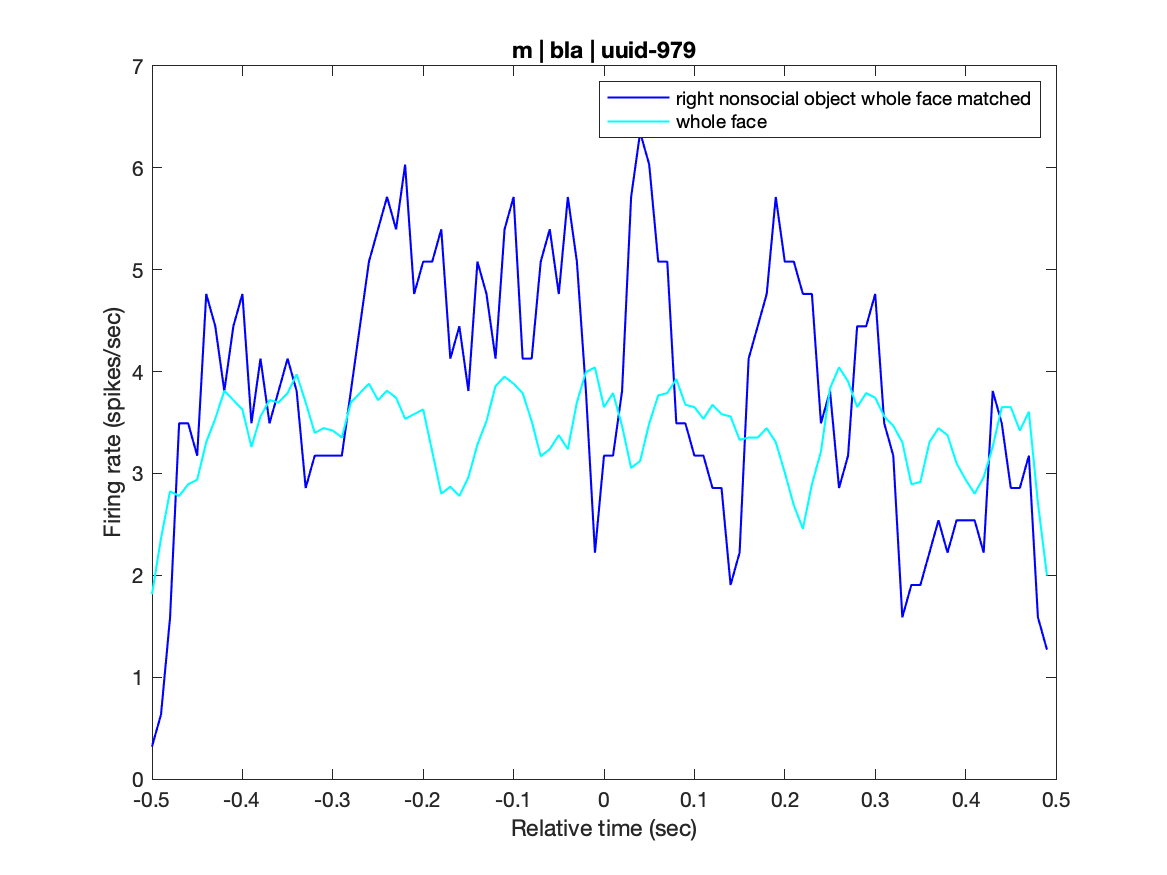 m | bla | uuid-979
right nonsocial object whole face matched
whole face
7
6
5
4
3
2
1
0
Firing rate (spikes/sec)
-0.5 -0.4 -0.3 -0.2 -0.1 0 0.1 0.2 0.3 0.4 0.5
Relative time (sec)